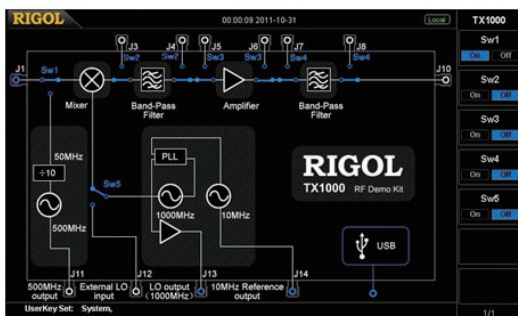 RIGOL
00:00:09 2011-10-31
Local
TX1000
J1
J3
J4
J5
J6
J7
J8
J10
Sw1
Sw2
Sw2
Sw3
Sw3
Sw4
Sw4
Mixer
Band-Pass
Filter
Amplifier
Band-Pass
Filter
50MHz
÷10
500MHz
Sw5
PLL
1000MHz
10MHz
RIGOL
TX1000 RF Demo Kit
USB
J11
J12
J13
J14
500MHz
output
External LO
input
LO output
(1000MHz)
10MHz Reference
output
UserKey Set: System,
Sw1
On Off
Sw2
On Off
Sw3
On Off
Sw4
On Off
Sw5
On Off
1/1